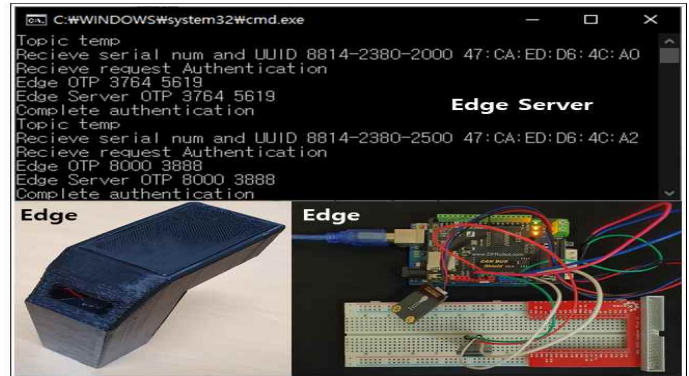 C:₩WINDOWS₩system32₩cmd.exe
Topic temp
Recieve serial num and UUID 8814-2380-2000 47:CA:ED:D6:4C:A0
Recieve request Authentication
Edge OTP 3764 5619
Edge Server OTP 3764 5619
Complete authentication
Topic temp
Recieve serial num and UUID 8814-2380-2500 47:CA:ED:D6:4C:A2
Recieve request Authentication
Edge OTP 8000 3888
Edge Server OTP 8000 3888
Complete authentication
Edge Server
Edge
Edge
CAN BUS
Shield